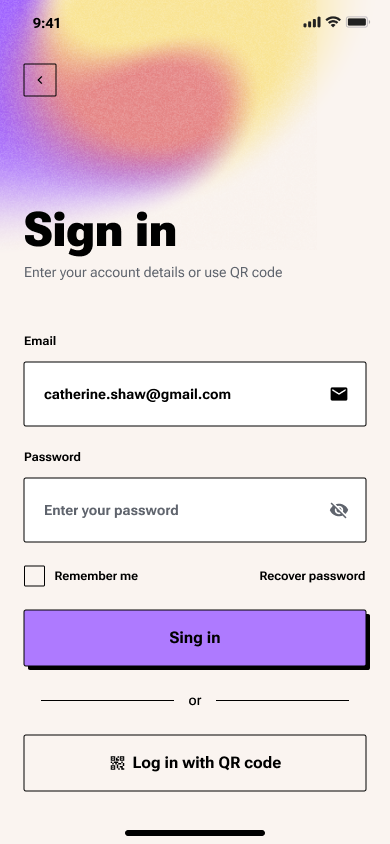 9:41
Sign in
Enter your account details or use QR code
Email
catherine.shaw@gmail.com
Password
Enter your password
Remember me
Recover password
Sing in
or
Log in with QR code